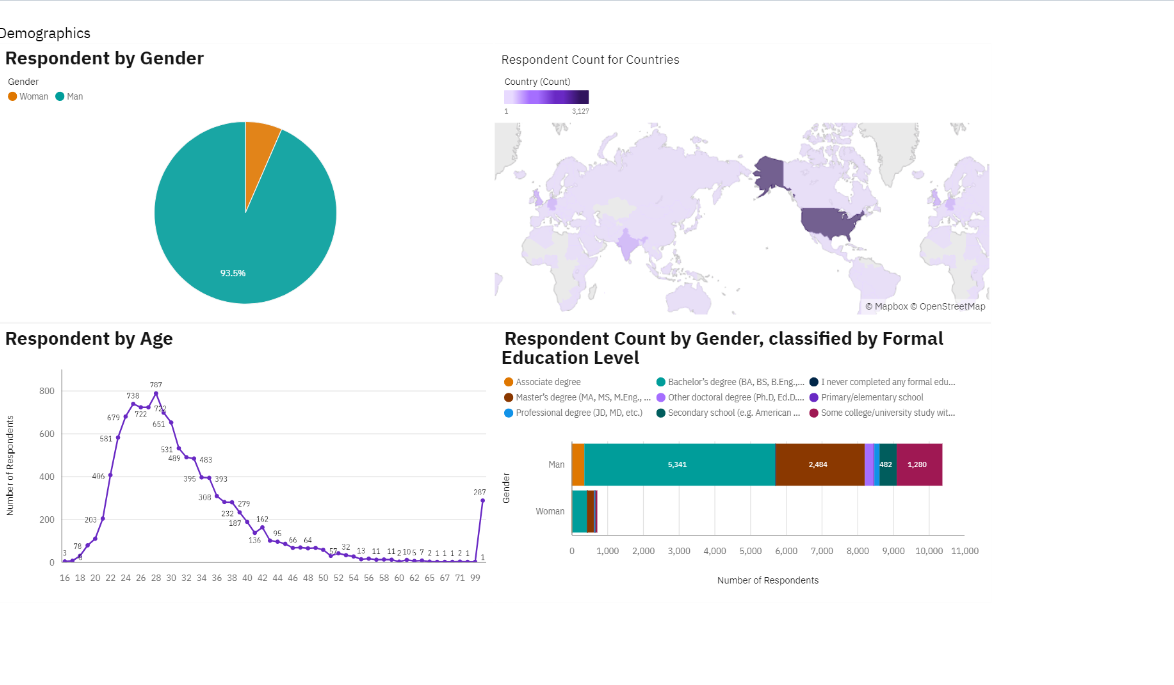 Demographics
Respondent by Gender
Gender
Woman Man
93.5%
Respondent Count for Countries
Country (Count)
1 3,127
© Mapbox © OpenStreetMap
Respondent by Age
Number of Respondents
800
600
400
200
0
3
78
203
406
581
679
738
722
787
651
531
489
483
395
393
308
232
279
187
136
162
95
66
64
32
13
11
11
2
10
5
7
2
1
1
1
2
1
287
1
16 18 20 22 24 26 28 30 32 34 36 38 40 42 44 46 48 50 52 54 56 58 60 62 65 67 71 99
Respondent Count by Gender, classified by Formal
Education Level
Associate degree Bachelor's degree (BA, BS, B.Eng.,... I never completed any formal edu...
Master's degree (MA, MS, M.Eng., ... Other doctoral degree (Ph.D, Ed.D.... Primary/elementary school
Professional degree (JD, MD, etc.) Secondary school (e.g. American ... Some college/university study wit...
Gender
Man 5,341 2,484 482 1,280
Woman
0 1,000 2,000 3,000 4,000 5,000 6,000 7,000 8,000 9,000 10,000 11,000
Number of Respondents